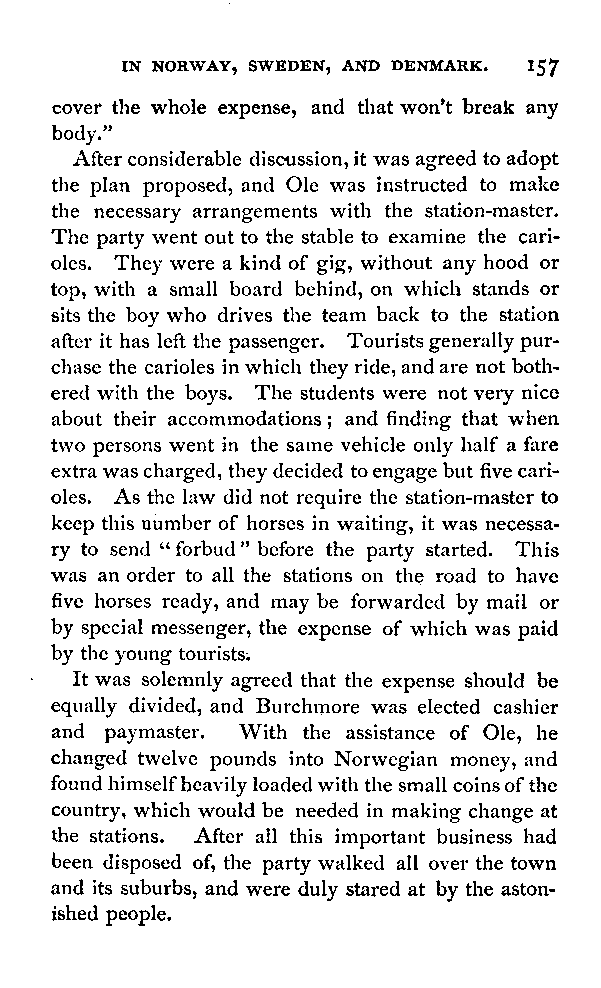 IN NORWAY, SWEDEN, AND DENMARK. 157
cover the whole expense, and that won't break any
body."
After considerable discussion, it was agreed to adopt
the plan proposed, and Ole was instructed to make
the necessary arrangements with the station-master.
The party went out to the stable to examine the cari-
oles. They were a kind of gig, without any hood or
top, with a small board behind, on which stands or
sits the boy who drives the team back to the station
after it has left the passenger. Tourists generally pur-
chase the carioles in which they ride, and are not both-
ered with the boys. The students were not very nice
about their accommodations; and finding that when
two persons went in the same vehicle only half a fare
extra was charged, they decided to engage but five cari-
oles. As the law did not require the station-master to
keep this number of horses in waiting, it was necessa-
ry to send "forbud" before the party started. This
was an order to all the stations on the road to have
five horses ready, and may be forwarded by mail or
by special messenger, the expense of which was paid
by the young tourists.
It was solemnly agreed that the expense should be
equally divided, and Burchmore was elected cashier
and paymaster. With the assistance of Ole, he
changed twelve pounds into Norwegian money, and
found himself heavily loaded with the small coins of the
country, which would be needed in making change at
the stations. After all this important business had
been disposed of, the party walked all over the town
and its suburbs, and were duly stared at by the aston-
ished people.